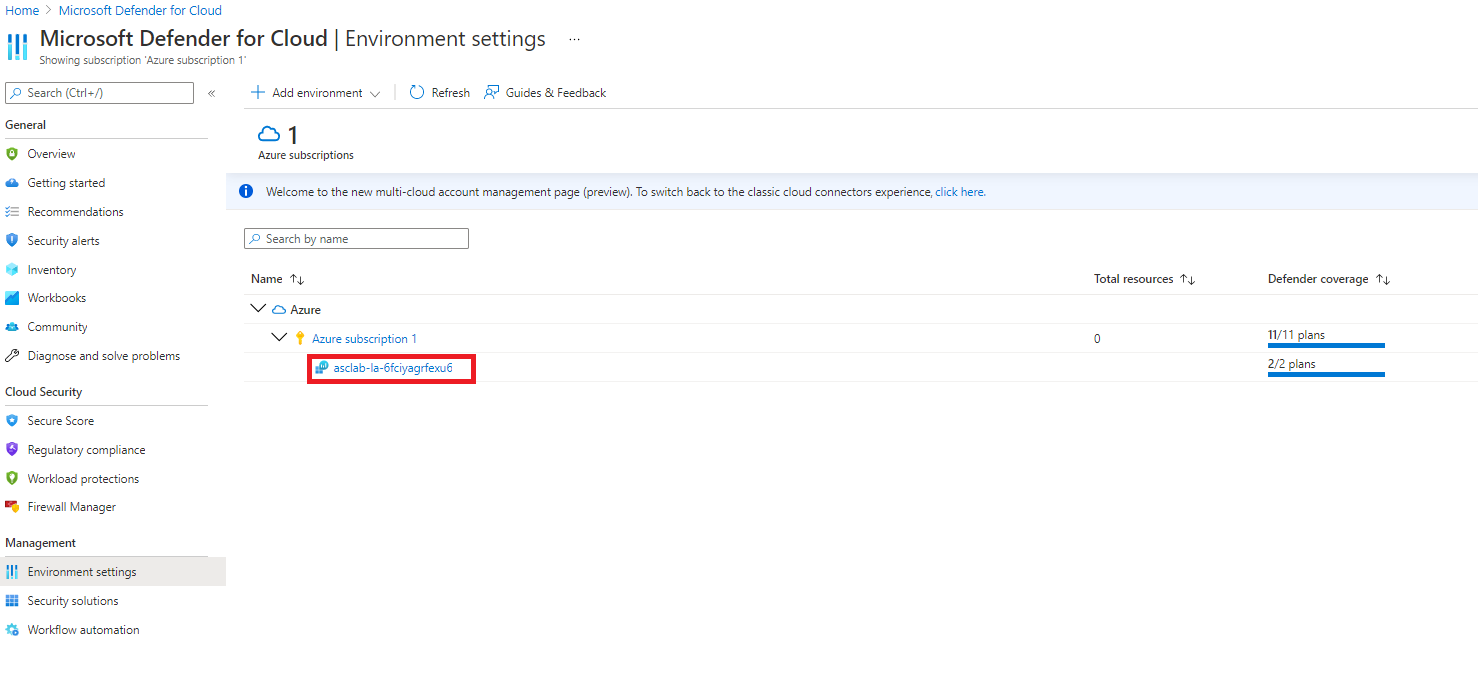 Home > Microsoft Defender for Cloud
Microsoft Defender for Cloud | Environment settings ...
Showing subscription 'Azure subscription 1'
Search (Ctrl+/) «
General
Overview
Getting started
Recommendations
Security alerts
Inventory
Workbooks
Community
Diagnose and solve problems
Cloud Security
Secure Score
Regulatory compliance
Workload protections
Firewall Manager
Management
Environment settings
Security solutions
Workflow automation
Add environment Refresh Guides & Feedback
1
Azure subscriptions
Welcome to the new multi-cloud account management page (preview). To switch back to the classic cloud connectors experience, click here.
Search by name
Name Total resources Defender coverage
Azure
Azure subscription 1 0 11/11 plans
asclab-la-6fciyagrfexu6 2/2 plans